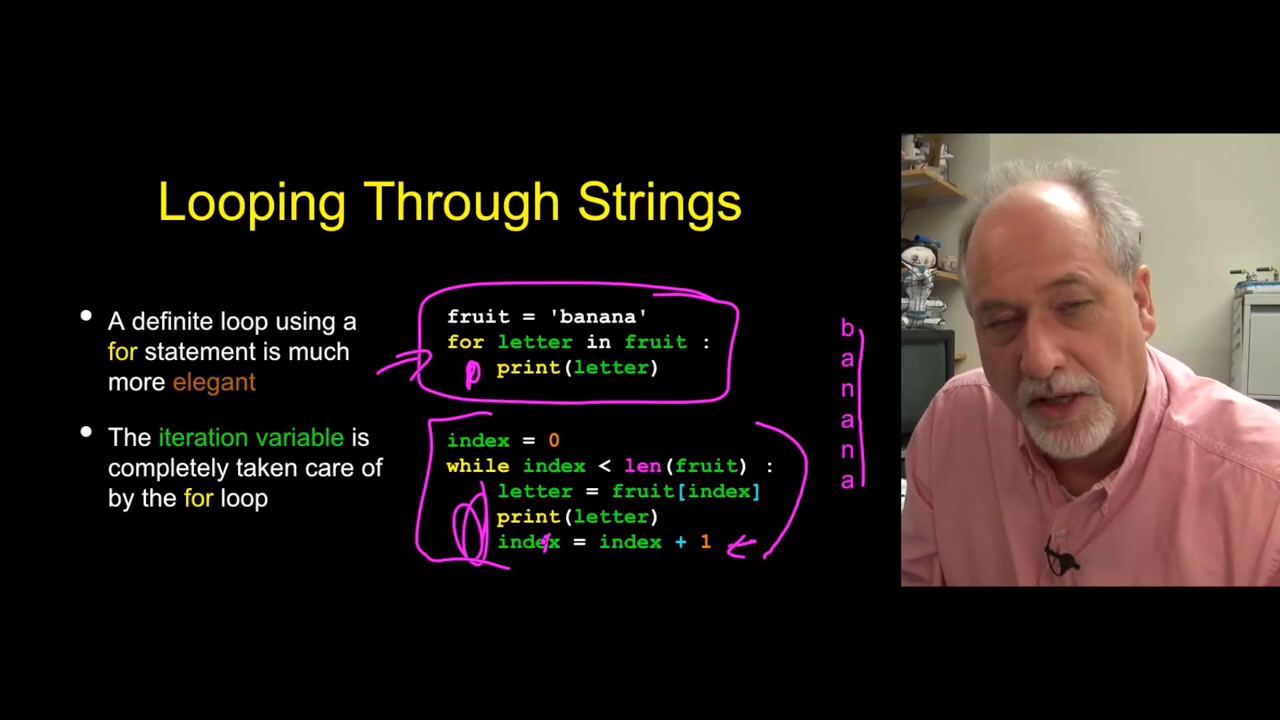 Looping Through Strings
• A definite loop using a
for statement is much
more elegant
• The iteration variable is
completely taken care of
by the for loop
fruit = 'banana'
for letter in fruit :
    print(letter)
index = 0
while index < len(fruit) :
    letter = fruit[index]
    print(letter)
    index = index + 1
b
a
n
a
n
a